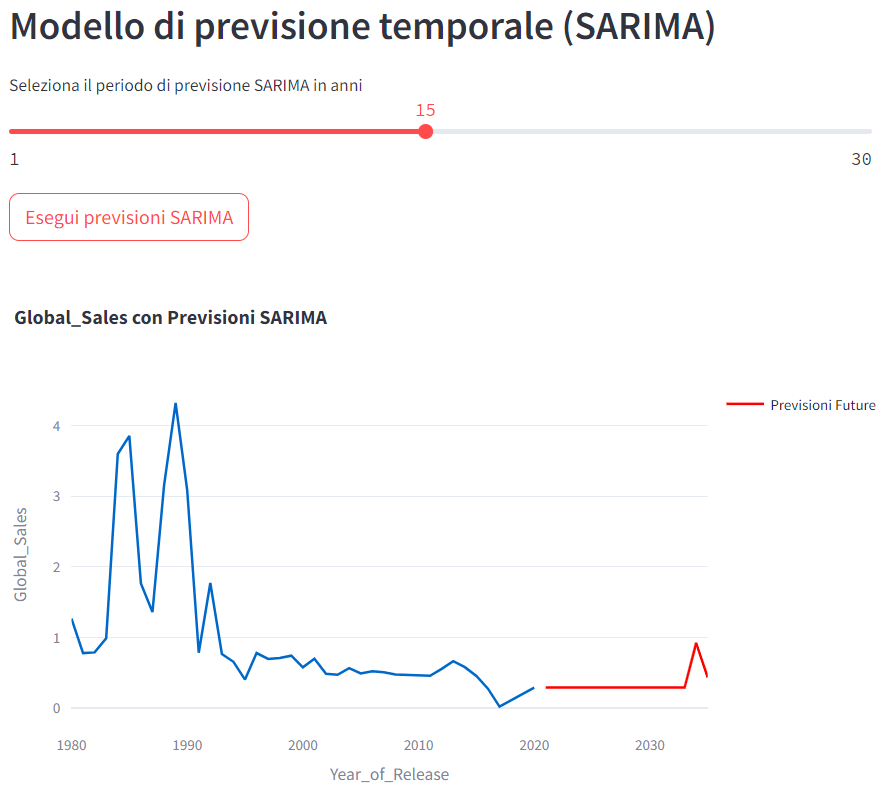 Modello di previsione temporale (SARIMA)
Seleziona il periodo di previsione SARIMA in anni
15
1
30
Esegui previsioni SARIMA
Global_Sales con Previsioni SARIMA
Previsioni Future
4
3
2
1
0
Global_Sales
1980
1990
2000
2010
2020
2030
Year_of_Release